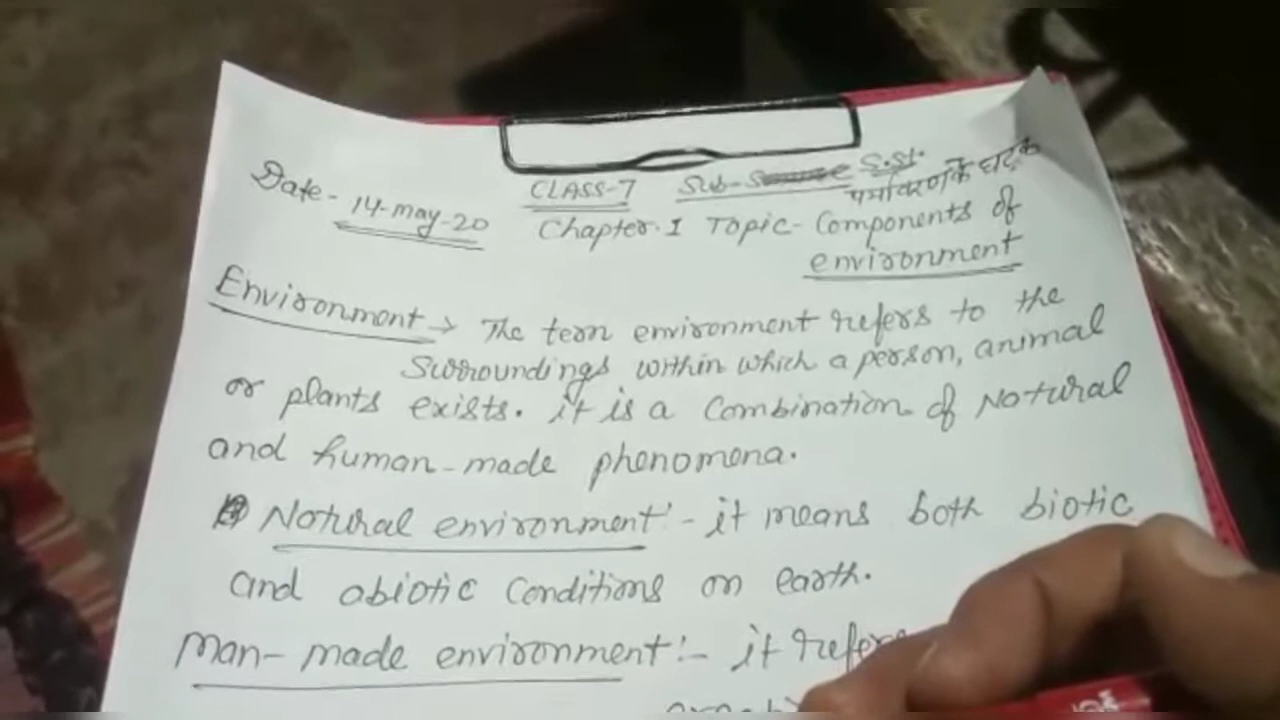 Date - 14-may-20 CLASS-7 Sub- S.St.
पर्यावरण के घटक
Chapter-I Topic- Components of
environment
Environment → The term environment refers to the
surroundings within which a person, animal
or plants exists. it is a combination of Natural
and human-made phenomena.
Natural environment:- it means both biotic
and abiotic conditions on earth.
Man-made environment:- it